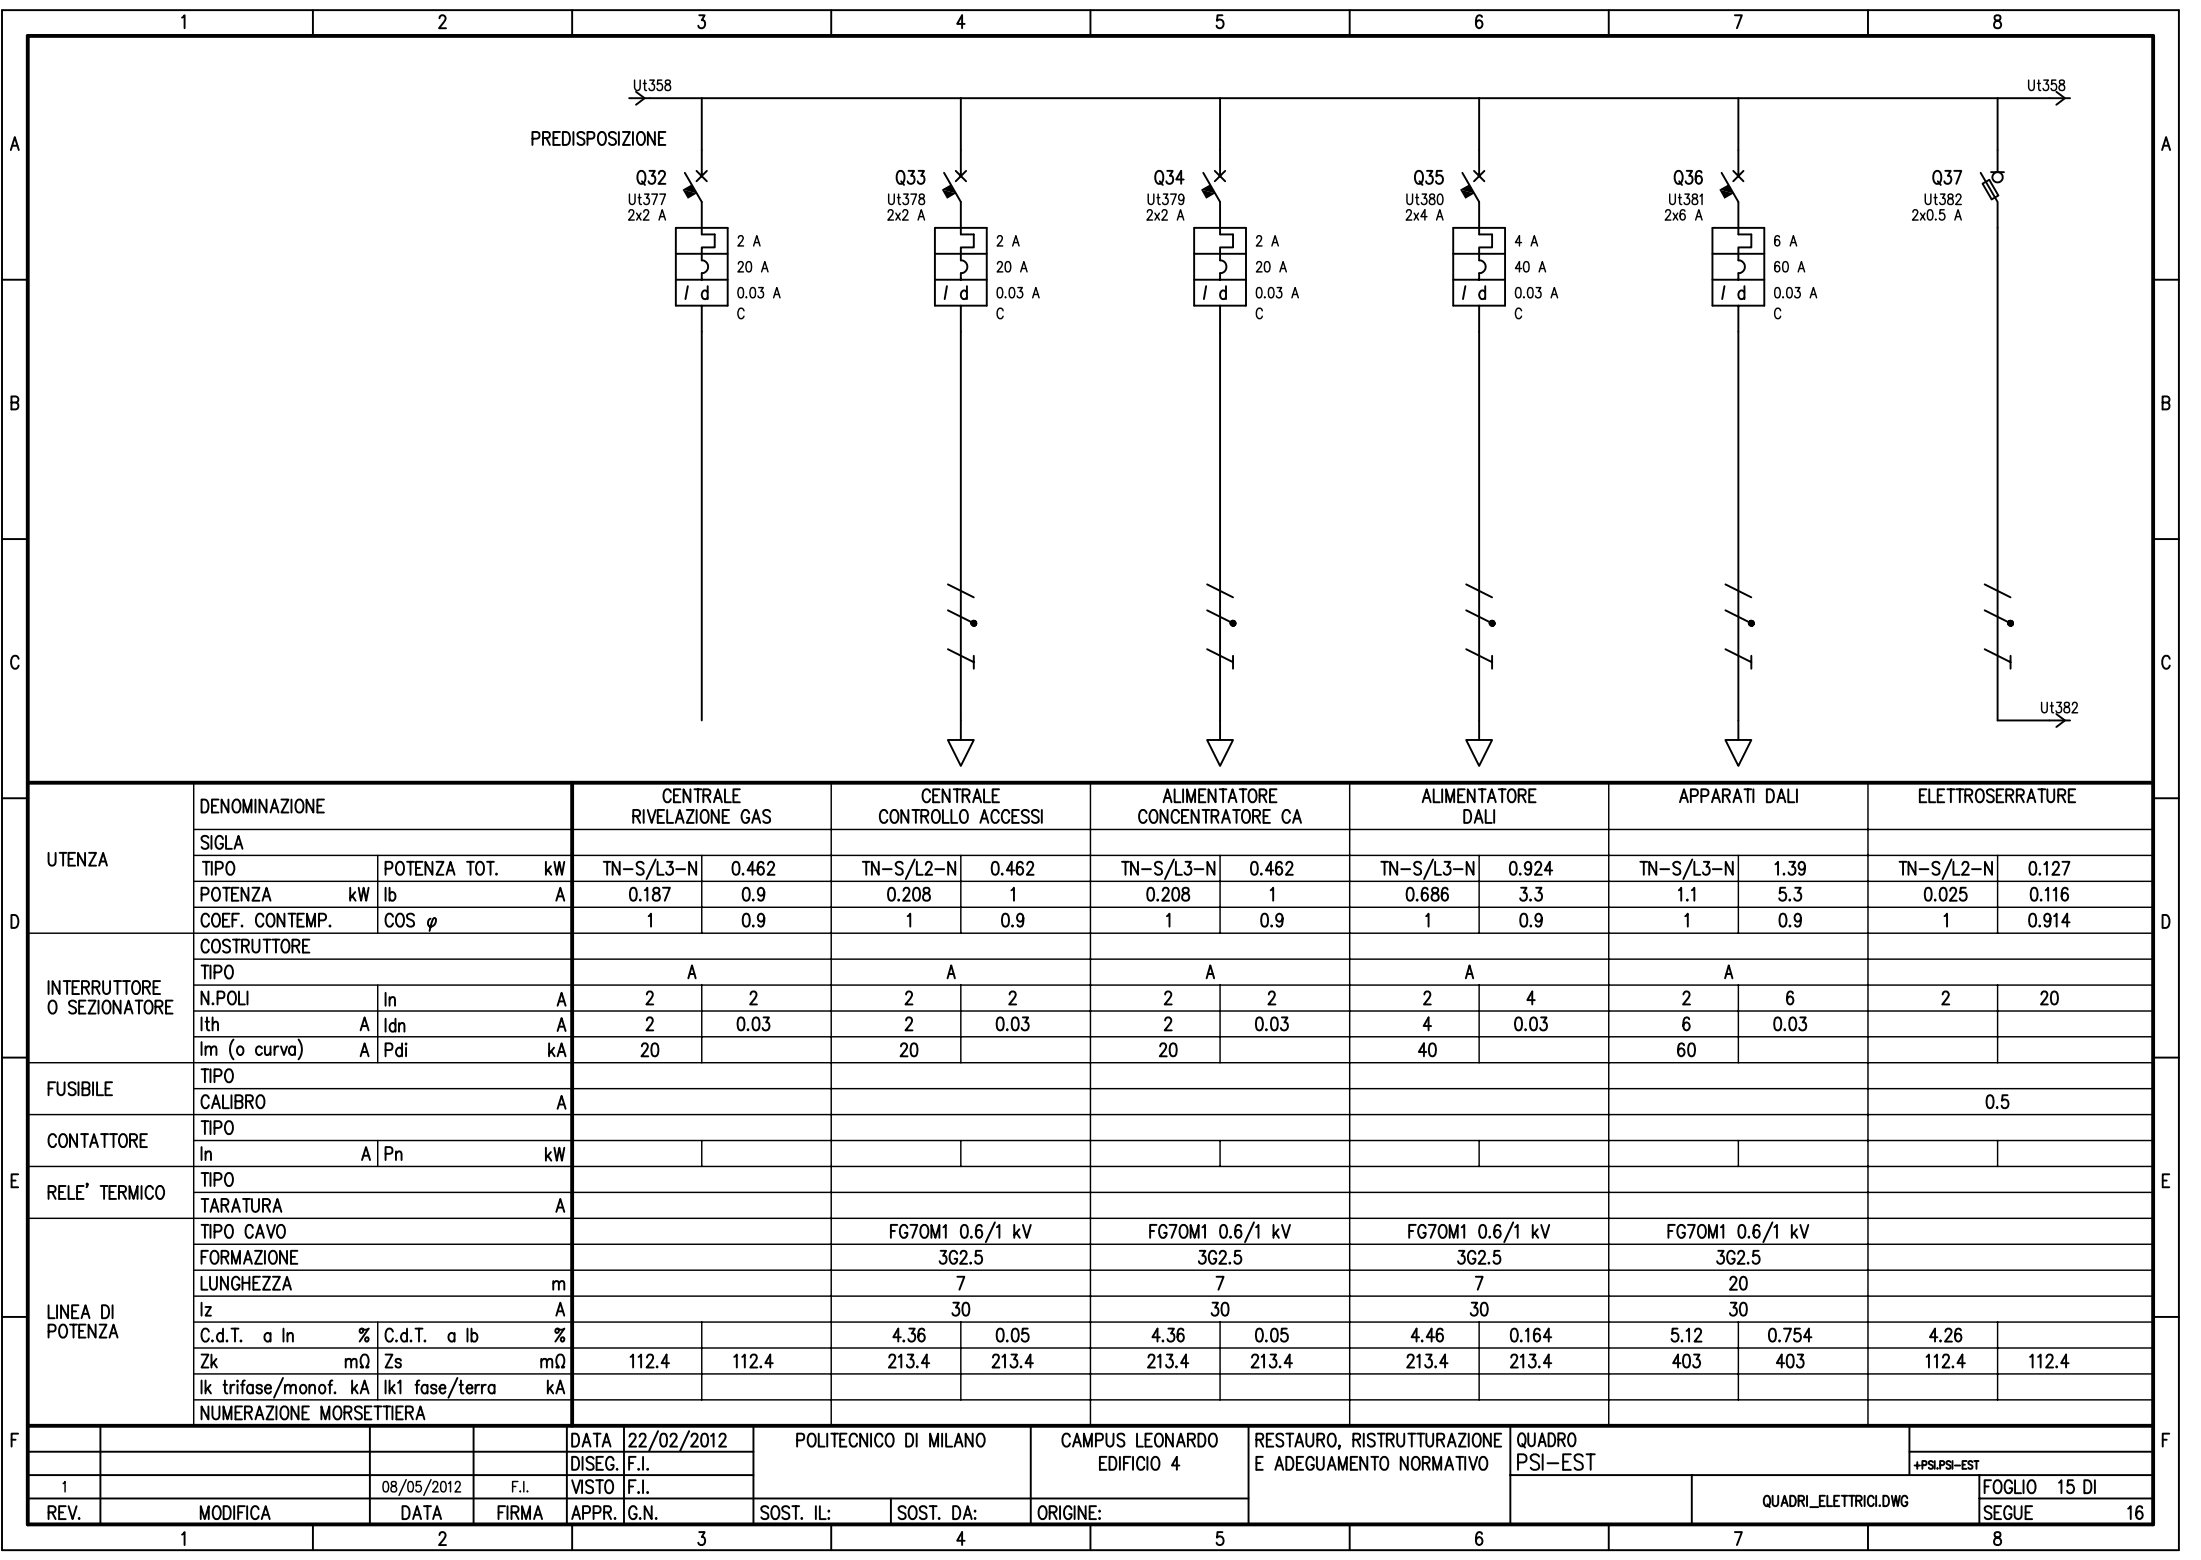 1 2 3 4 5 6 7 8
Ut358 Ut358
A PREDISPOSIZIONE A
Q32 Q33 Q34 Q35 Q36 Q37
Ut377 Ut378 Ut379 Ut380 Ut381 Ut382
2x2 A 2x2 A 2x2 A 2x4 A 2x6 A 2x0.5 A
2 A 2 A 2 A 4 A 6 A
20 A 20 A 20 A 40 A 60 A
I d 0.03 A I d 0.03 A I d 0.03 A I d 0.03 A I d 0.03 A
C C C C C
B B
C C
Ut382
UTENZA
DENOMINAZIONE CENTRALE RIVELAZIONE GAS CENTRALE CONTROLLO ACCESSI ALIMENTATORE CONCENTRATORE CA ALIMENTATORE DALI APPARATI DALI ELETTROSERRATURE
SIGLA
TIPO POTENZA TOT. kW TN-S/L3-N 0.462 TN-S/L2-N 0.462 TN-S/L3-N 0.462 TN-S/L3-N 0.924 TN-S/L3-N 1.39 TN-S/L2-N 0.127
POTENZA kW Ib A 0.187 0.9 0.208 1 0.208 1 0.686 3.3 1.1 5.3 0.025 0.116
D COEF. CONTEMP. COS φ 1 0.9 1 0.9 1 0.9 1 0.9 1 0.9 1 0.914 D
INTERRUTTORE O SEZIONATORE
COSTRUTTORE
TIPO A A A A A
N.POLI In A 2 2 2 2 2 2 2 4 2 6 2 20
Ith A Idn A 2 0.03 2 0.03 2 0.03 4 0.03 6 0.03
Im (o curva) A Pdi kA 20 20 20 40 60
FUSIBILE
TIPO
CALIBRO A 0.5
CONTATTORE
TIPO
In A Pn kW
E RELE' TERMICO E
TIPO
TARATURA A
LINEA DI POTENZA
TIPO CAVO FG7OM1 0.6/1 kV FG7OM1 0.6/1 kV FG7OM1 0.6/1 kV FG7OM1 0.6/1 kV
FORMAZIONE 3G2.5 3G2.5 3G2.5 3G2.5
LUNGHEZZA m 7 7 7 20
Iz A 30 30 30 30
C.d.T. a In % C.d.T. a Ib % 4.36 0.05 4.36 0.05 4.46 0.164 5.12 0.754 4.26
Zk mΩ Zs mΩ 112.4 112.4 213.4 213.4 213.4 213.4 213.4 213.4 403 403 112.4 112.4
Ik trifase/monof. kA Ik1 fase/terra kA
NUMERAZIONE MORSETTIERA
F F
DATA 22/02/2012 POLITECNICO DI MILANO CAMPUS LEONARDO RESTAURO, RISTRUTTURAZIONE QUADRO
DISEG. F.I. EDIFICIO 4 E ADEGUAMENTO NORMATIVO PSI-EST +PSI.PSI-EST
1 08/05/2012 F.I. VISTO F.I. QUADRI_ELETTRICI.DWG FOGLIO 15 DI
REV. MODIFICA DATA FIRMA APPR. G.N. SOST. IL: SOST. DA: ORIGINE: SEGUE 16
1 2 3 4 5 6 7 8